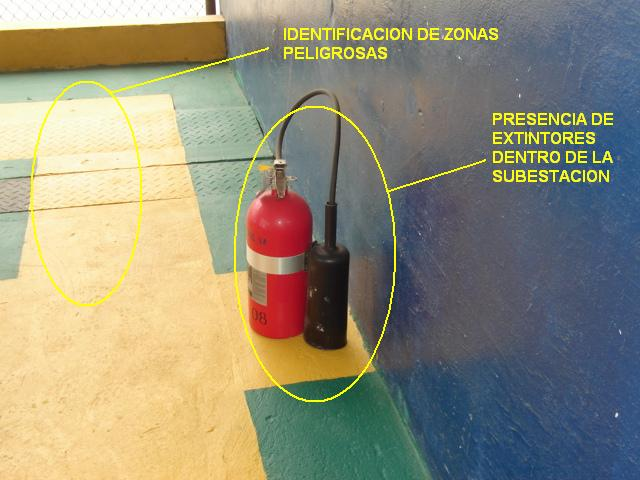 IDENTIFICACION DE ZONAS
PELIGROSAS
PRESENCIA DE
EXTINTORES
DENTRO DE LA
SUBESTACION
08